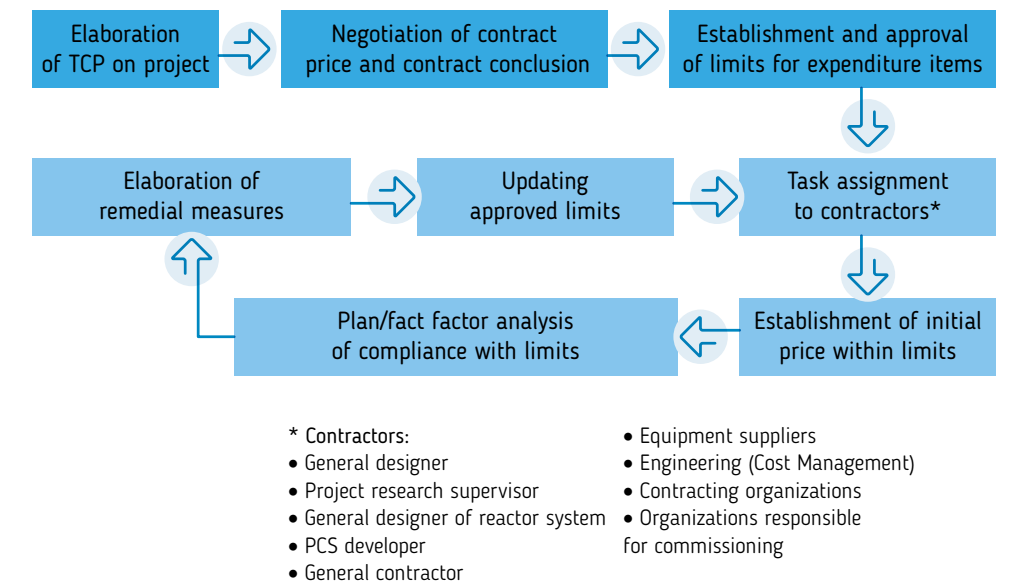 Elaboration
of TCP on project
Negotiation of contract
price and contract conclusion
Establishment and approval
of limits for expenditure items
Elaboration of
remedial measures
Updating
approved limits
Task assignment
to contractors*
Plan/fact factor analysis
of compliance with limits
Establishment of initial
price within limits
* Contractors:
• General designer
• Project research supervisor
• General designer of reactor system
• PCS developer
• General contractor
• Equipment suppliers
• Engineering (Cost Management)
• Contracting organizations
• Organizations responsible
for commissioning